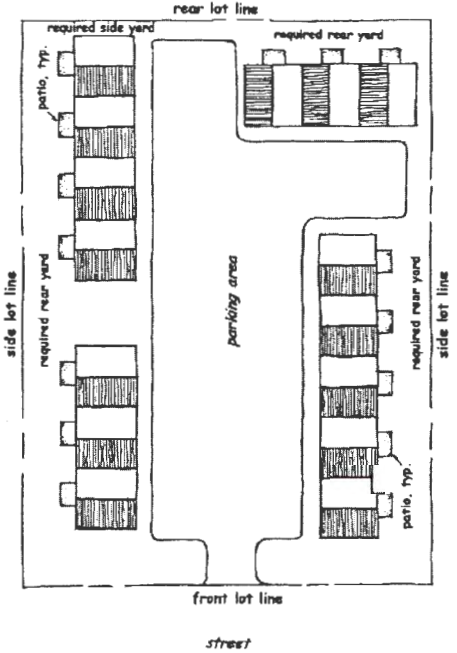 rear lot line
required side yard
required rear yard
patio, typ.
side lot line
required rear yard
parking area
required rear yard
side lot line
patio, typ.
front lot line
street